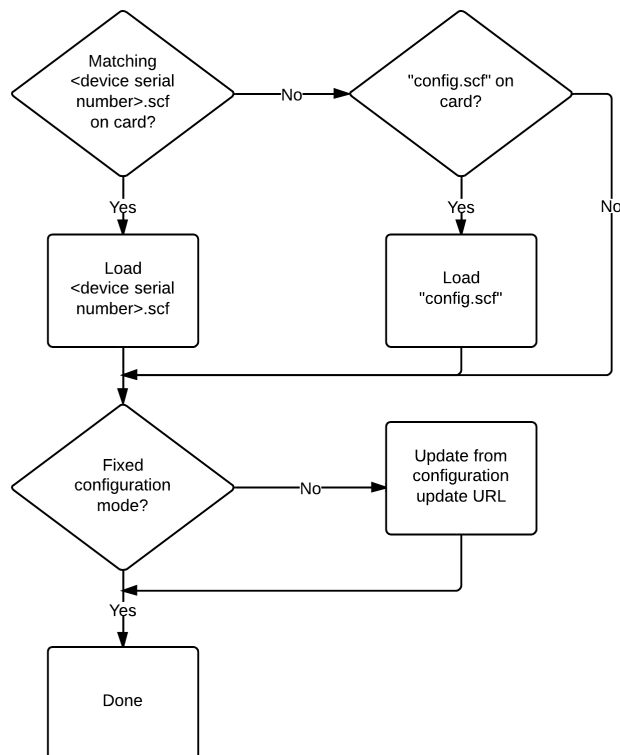 Matching
<device serial
number>.scf
on card?
No
"config.scf" on
card?
Yes
Yes
No
Load
<device serial
number>.scf
Load
"config.scf"
Fixed
configuration
mode?
No
Update from
configuration
update URL
Yes
Done